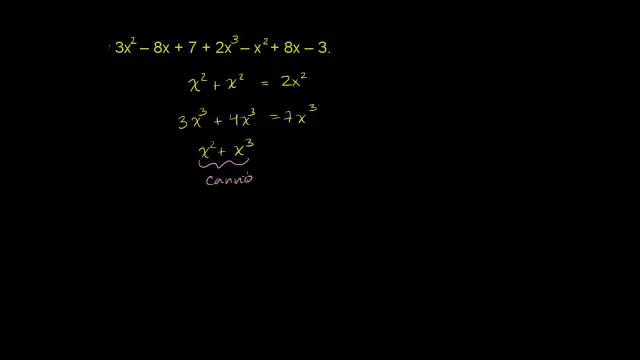 3x² – 8x + 7 + 2x³ – x² + 8x – 3.
x² + x² = 2x²
3x³ + 4x³ = 7x³
x² + x³